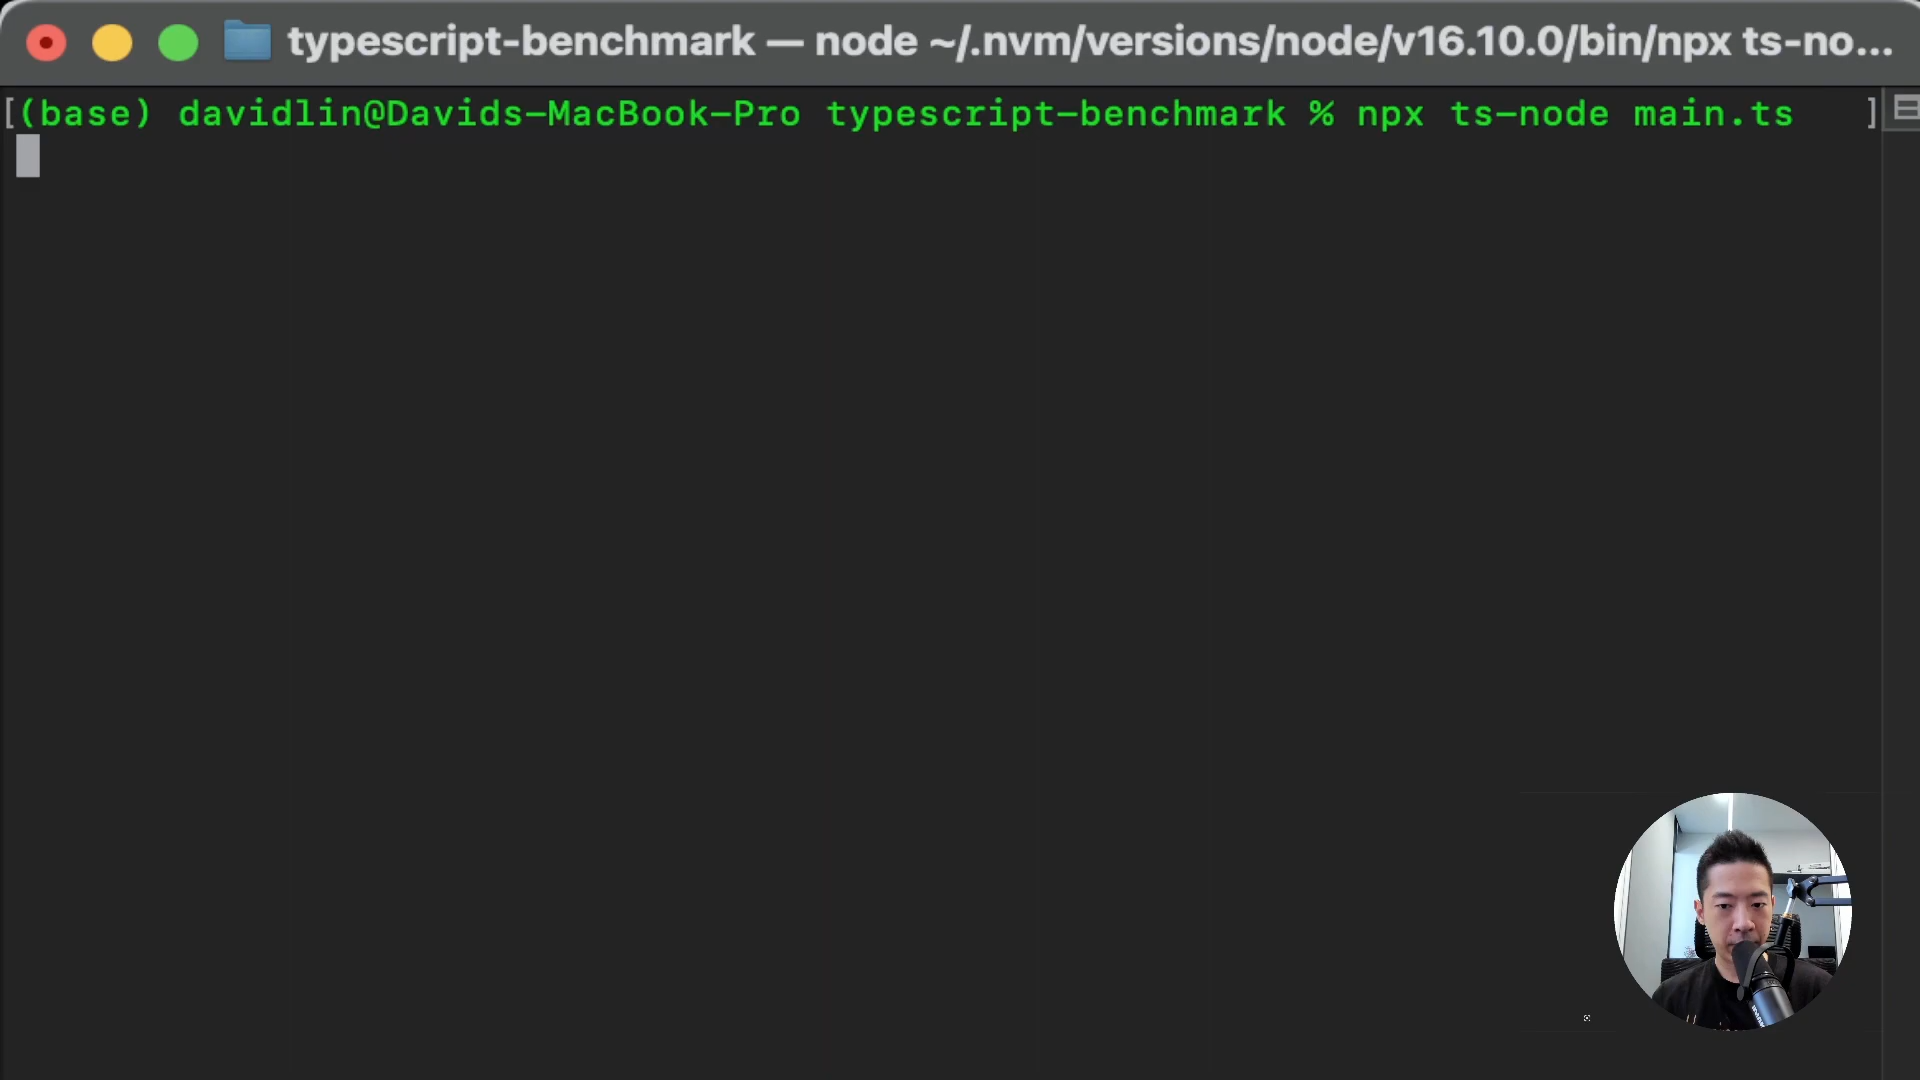 typescript-benchmark — node ~/.nvm/versions/node/v16.10.0/bin/npx ts-no...
[(base) davidlin@Davids-MacBook-Pro typescript-benchmark % npx ts-node main.ts ]